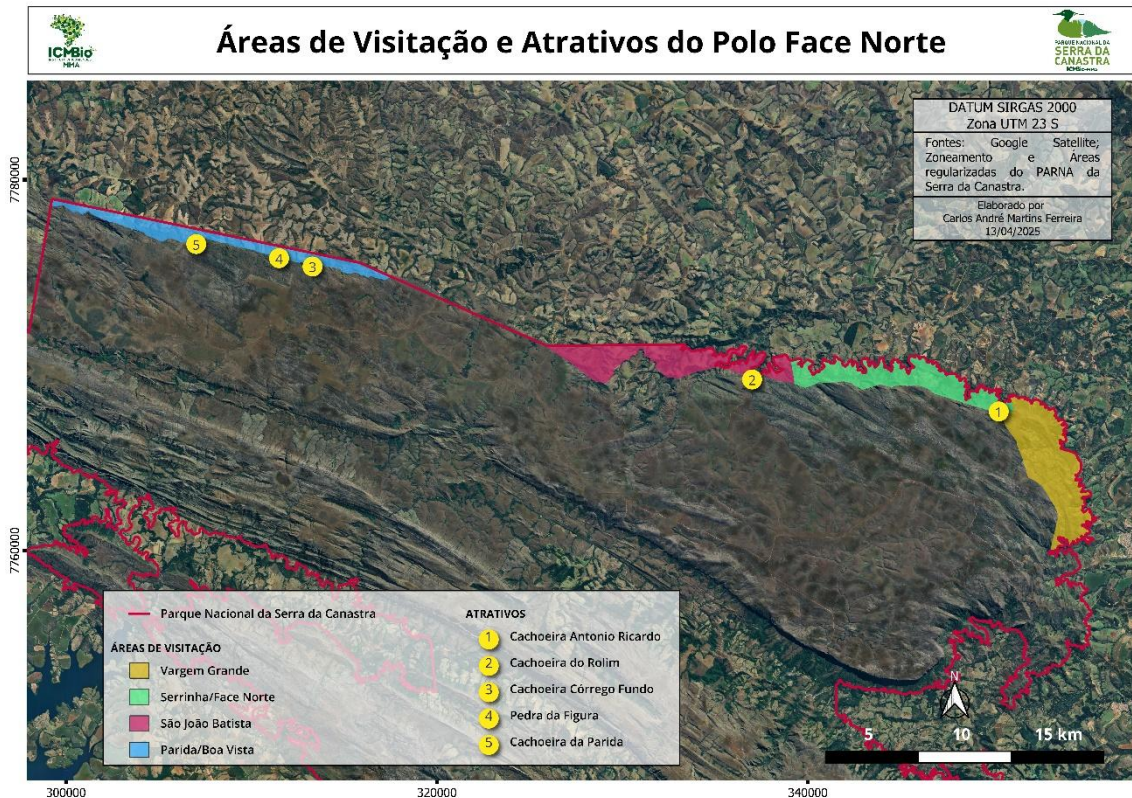 ICMBio
MMA
Áreas de Visitação e Atrativos do Polo Face Norte
PARQUE NACIONAL DA
SERRA DA
CANASTRA
ICMBio-MMA
DATUM SIRGAS 2000
Zona UTM 23 S
Fontes: Google Satellite;
Zoneamento e Áreas
regularizadas do PARNA da
Serra da Canastra.
Elaborado por
Carlos André Martins Ferreira
13/04/2025
7780000
7760000
5
4
3
2
1
Parque Nacional da Serra da Canastra
ÁREAS DE VISITAÇÃO
Vargem Grande
Serrinha/Face Norte
São João Batista
Parida/Boa Vista
ATRATIVOS
1 Cachoeira Antonio Ricardo
2 Cachoeira do Rolim
3 Cachoeira Córrego Fundo
4 Pedra da Figura
5 Cachoeira da Parida
N
5 10 15 km
300000 320000 340000